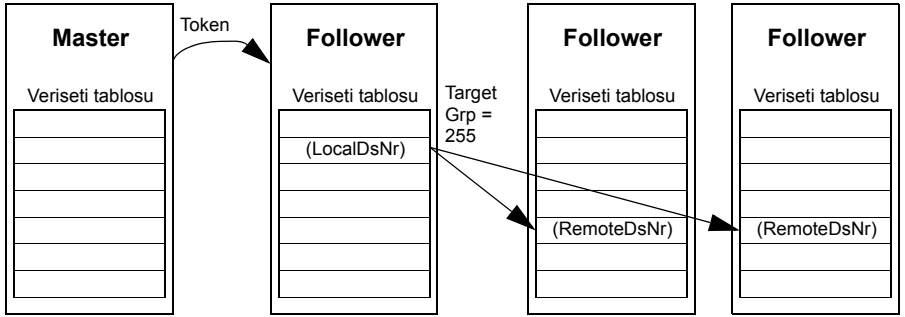 Master
Token
Follower
Follower
Follower
Veriseti tablosu
Veriseti tablosu
Target
Grp =
255
Veriseti tablosu
Veriseti tablosu
(LocalDsNr)
(RemoteDsNr)
(RemoteDsNr)